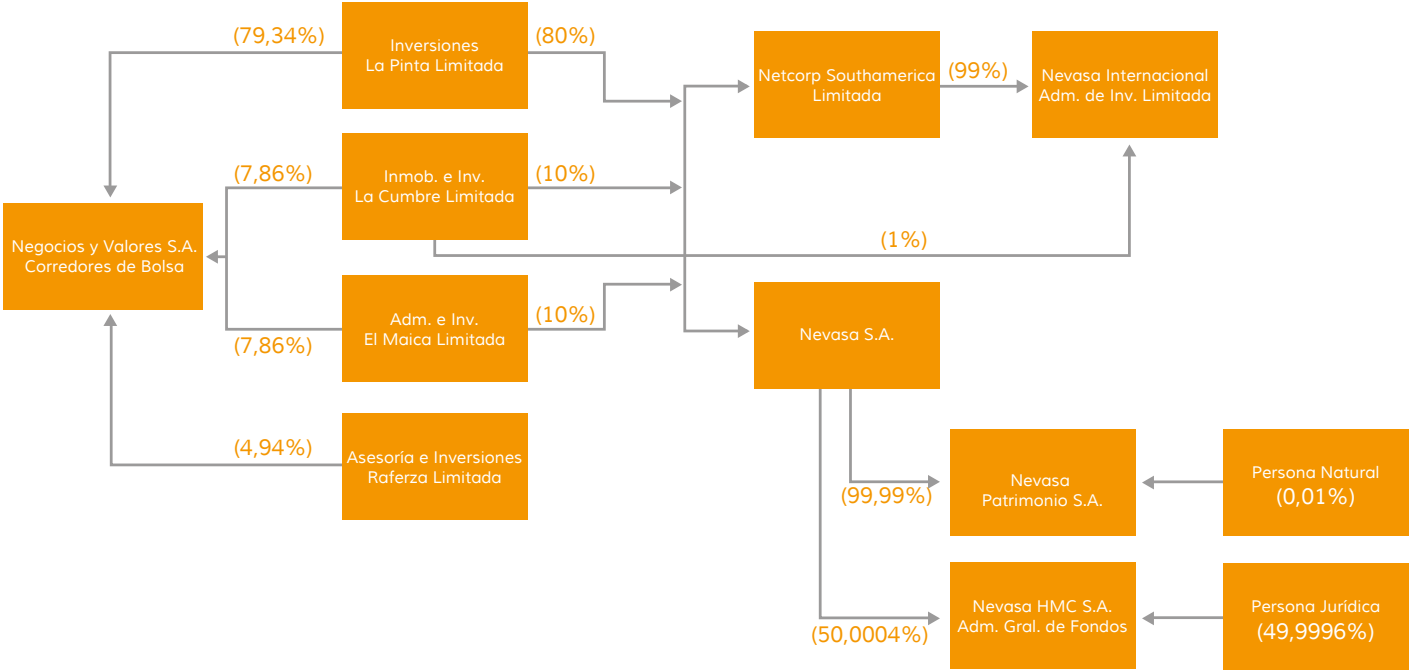 (79,34%)
Inversiones
La Pinta Limitada
(80%)
Netcorp Southamerica
Limitada
(99%)
Nevasa Internacional
Adm. de Inv. Limitada
(7,86%)
Inmob. e Inv.
La Cumbre Limitada
(10%)
(1%)
Negocios y Valores S.A.
Corredores de Bolsa
(7,86%)
Adm. e Inv.
El Maica Limitada
(10%)
Nevasa S.A.
(4,94%)
Asesoría e Inversiones
Raferza Limitada
(99,99%)
Nevasa
Patrimonio S.A.
Persona Natural
(0,01%)
(50,0004%)
Nevasa HMC S.A.
Adm. Gral. de Fondos
Persona Jurídica
(49,9996%)